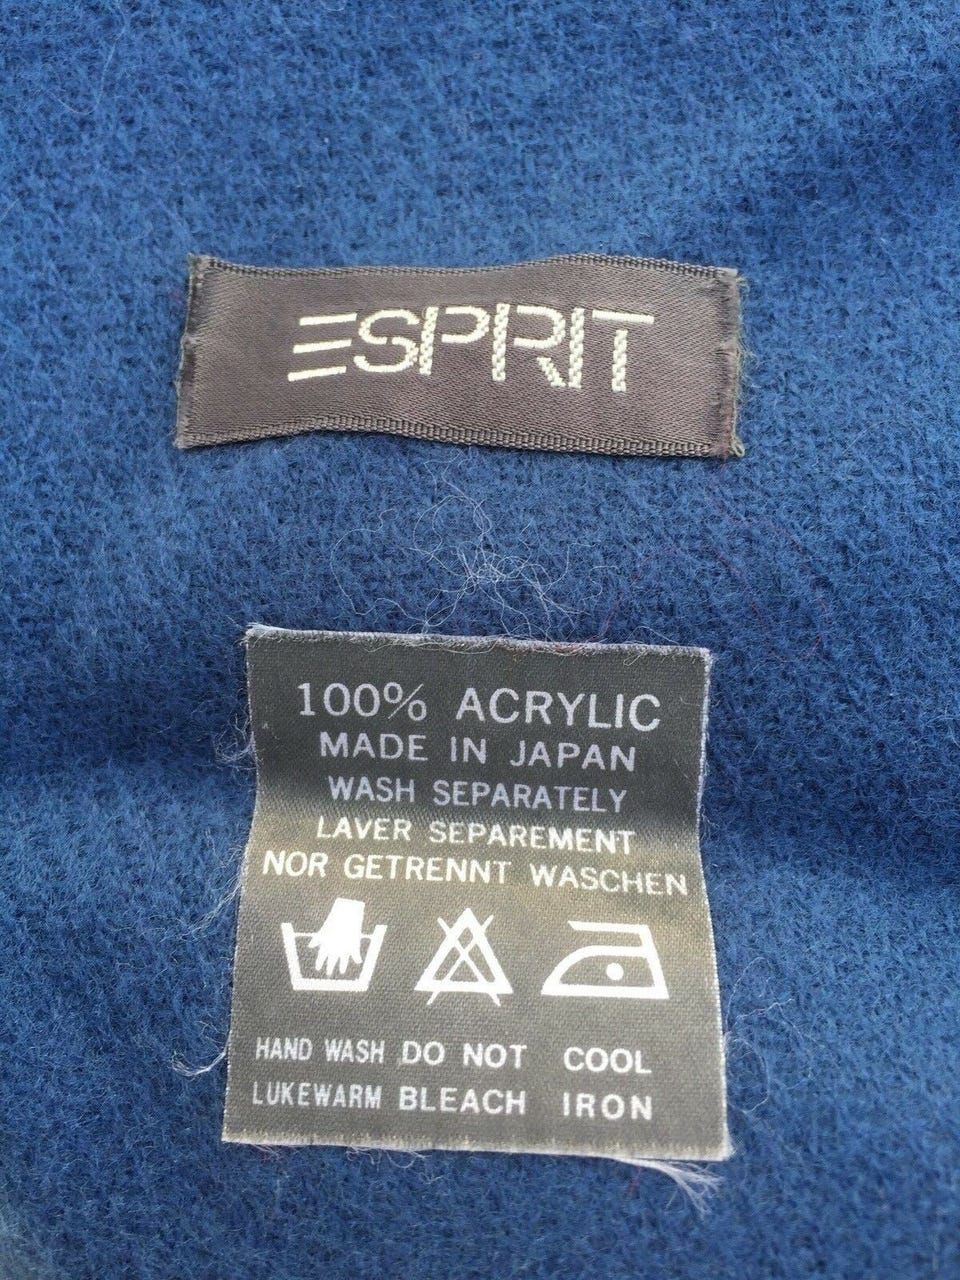 ESPRIT
100% ACRYLIC
MADE IN JAPAN
WASH SEPARATELY
LAVER SEPAREMENT
NOR GETRENNT WASCHEN
HAND WASH DO NOT COOL
LUKEWARM BLEACH IRON